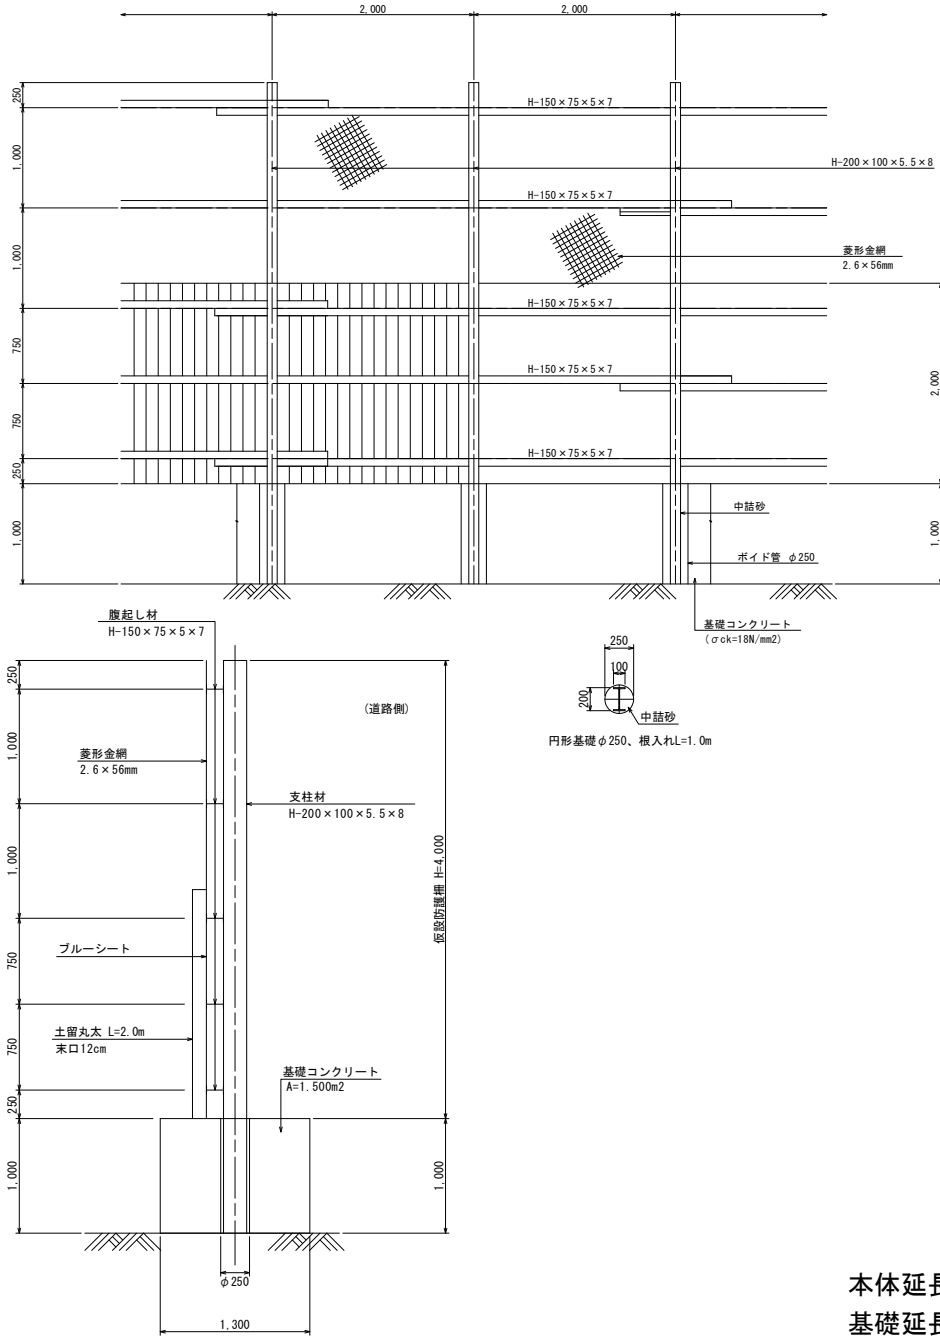 2,000
2,000
250
1,000
1,000
750
750
250
1,000
H-150×75×5×7
H-200×100×5.5×8
H-150×75×5×7
菱形金網
2.6×56mm
H-150×75×5×7
H-150×75×5×7
H-150×75×5×7
2,000
1,000
中詰砂
ボイド管 φ250
基礎コンクリート
(σck=18N/mm2)
腹起し材
H-150×75×5×7
250
1,000
1,000
750
750
250
1,000
(道路側)
菱形金網
2.6×56mm
支柱材
H-200×100×5.5×8
仮設防護柵 H=4,000
ブルーシート
土留丸太 L=2.0m
末口12cm
基礎コンクリート
A=1.500m2
1,000
φ250
1,300
250
100
200
中詰砂
円形基礎φ250、根入れL=1.0m
本体延長
基礎延長